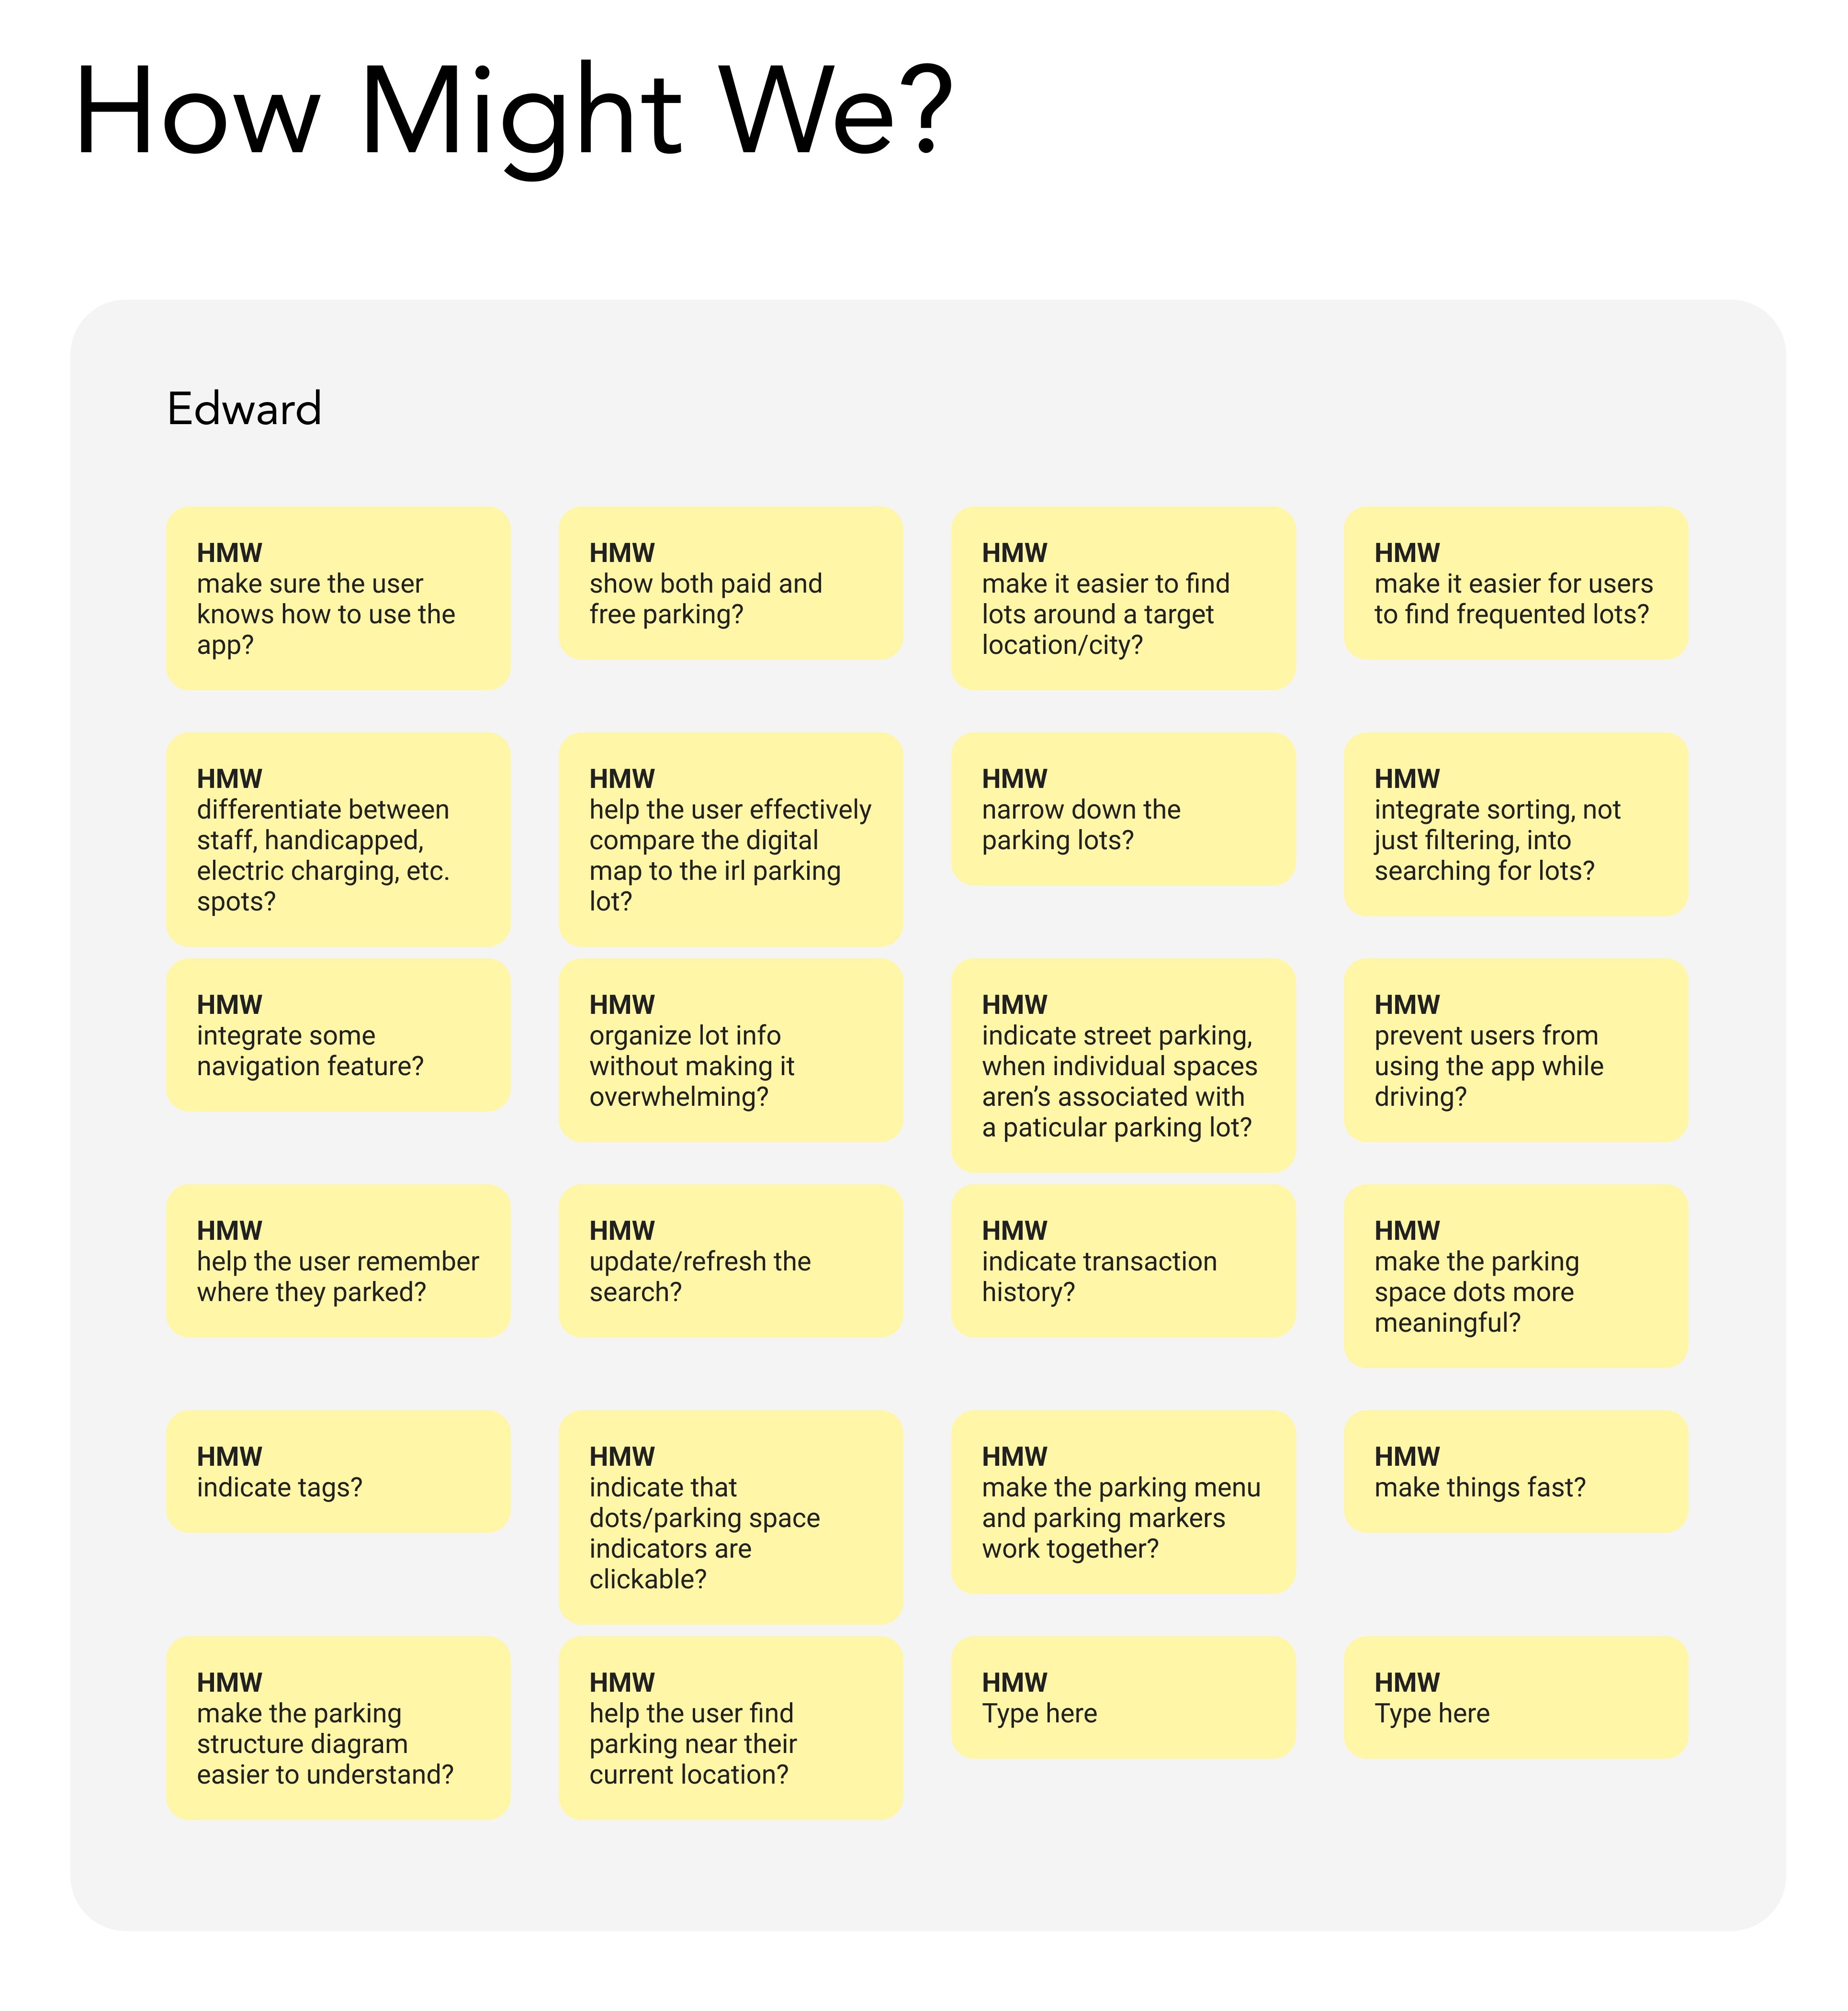 How Might We?
Edward
HMW
make sure the user
knows how to use the
app?
HMW
show both paid and
free parking?
HMW
make it easier to find
lots around a target
location/city?
HMW
make it easier for users
to find frequented lots?
HMW
differentiate between
staff, handicapped,
electric charging, etc.
spots?
HMW
help the user effectively
compare the digital
map to the irl parking
lot?
HMW
narrow down the
parking lots?
HMW
integrate sorting, not
just filtering, into
searching for lots?
HMW
integrate some
navigation feature?
HMW
organize lot info
without making it
overwhelming?
HMW
indicate street parking,
when individual spaces
aren’s associated with
a paticular parking lot?
HMW
prevent users from
using the app while
driving?
HMW
help the user remember
where they parked?
HMW
update/refresh the
search?
HMW
indicate transaction
history?
HMW
make the parking
space dots more
meaningful?
HMW
indicate tags?
HMW
indicate that
dots/parking space
indicators are
clickable?
HMW
make the parking menu
and parking markers
work together?
HMW
make things fast?
HMW
make the parking
structure diagram
easier to understand?
HMW
help the user find
parking near their
current location?
HMW
Type here
HMW
Type here